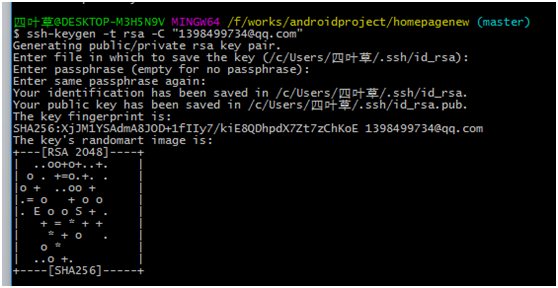 四叶草@DESKTOP-M3H5N9V MINGW64 /f/works/androidproject/homepagenew (master)
$ ssh-keygen -t rsa -C "1398499734@qq.com"
Generating public/private rsa key pair.
Enter file in which to save the key (/c/Users/四叶草/.ssh/id_rsa):
Enter passphrase (empty for no passphrase):
Enter same passphrase again:
Your identification has been saved in /c/Users/四叶草/.ssh/id_rsa.
Your public key has been saved in /c/Users/四叶草/.ssh/id_rsa.pub.
The key fingerprint is:
SHA256:XjJM1YSAdmA8JOD+1fIIy7/kiE8QDhpdX7Zt7zChKoE 1398499734@qq.com
The key's randomart image is:
+---[RSA 2048]----+
|  ..oo+o+..+.    |
| o . +=o.+. .    |
|o +  ..oo +      |
|.= o   + o o     |
|. E o o S + .    |
|   + = * + +     |
|    * + o   .    |
|   o *           |
|  ..o +.         |
+----[SHA256]-----+